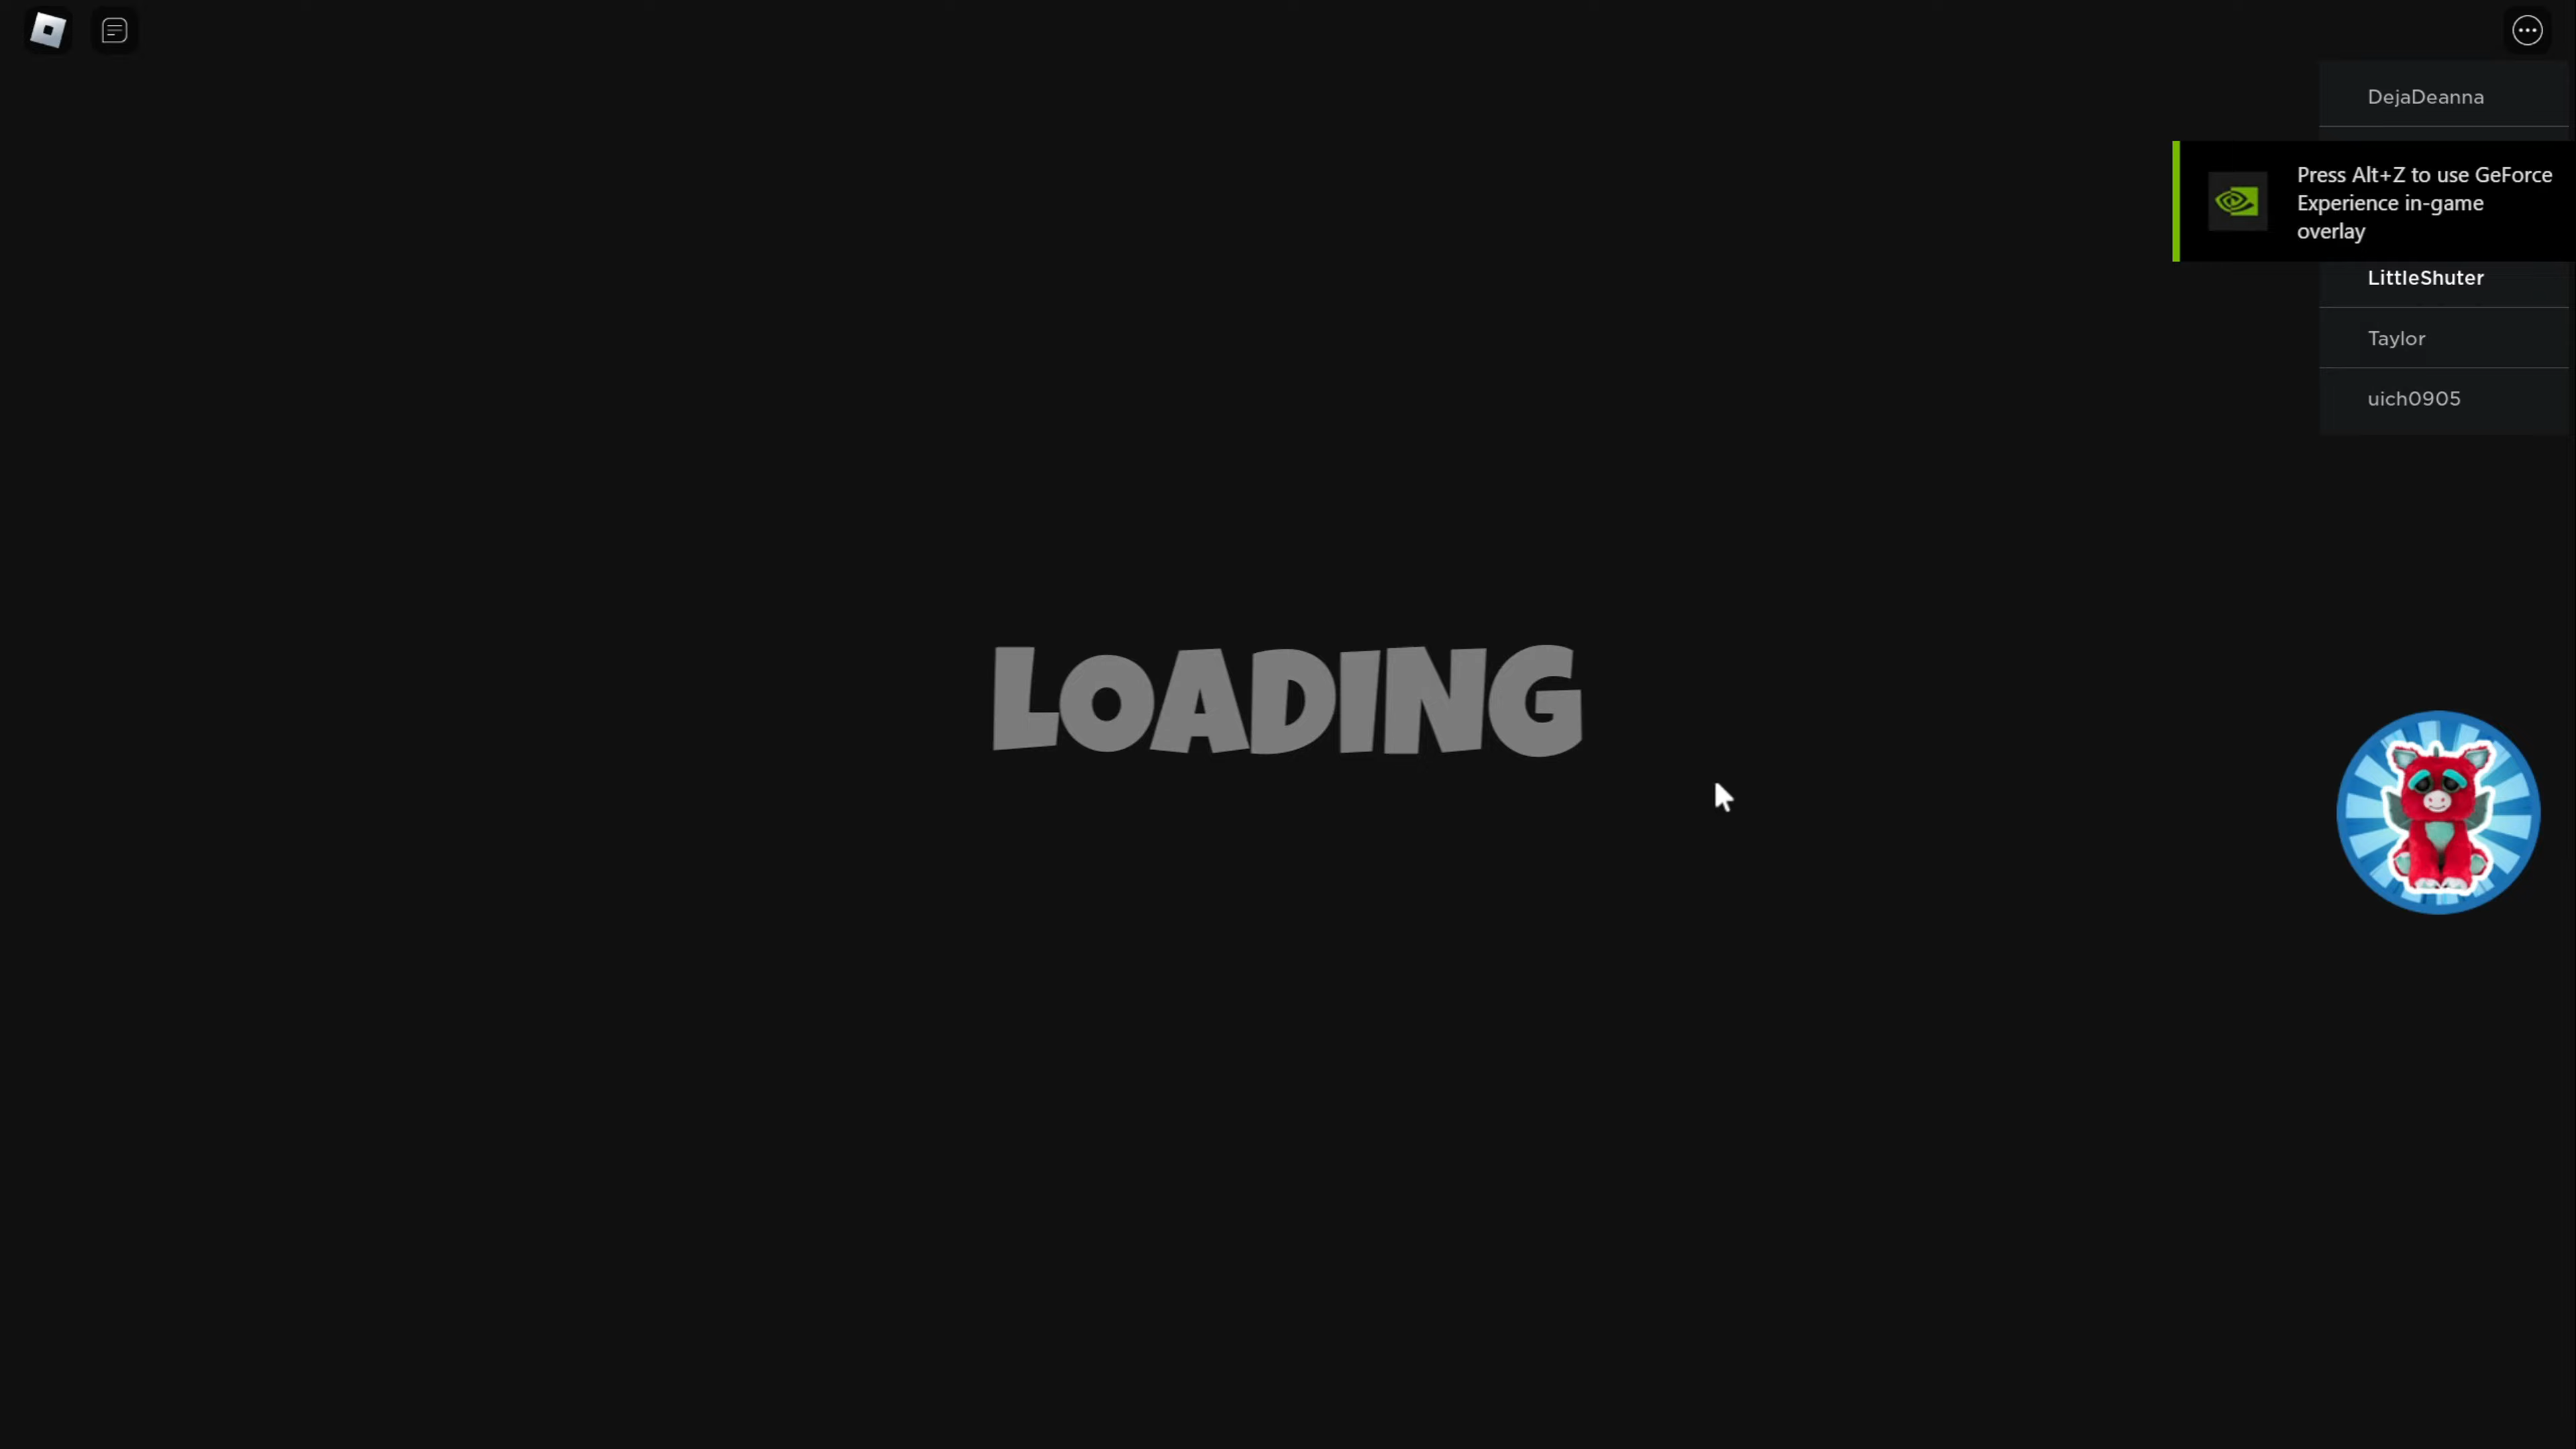 DejaDeanna
Press Alt+Z to use GeForce
Experience in-game
overlay
LittleShuter
Taylor
uich0905
LOADING